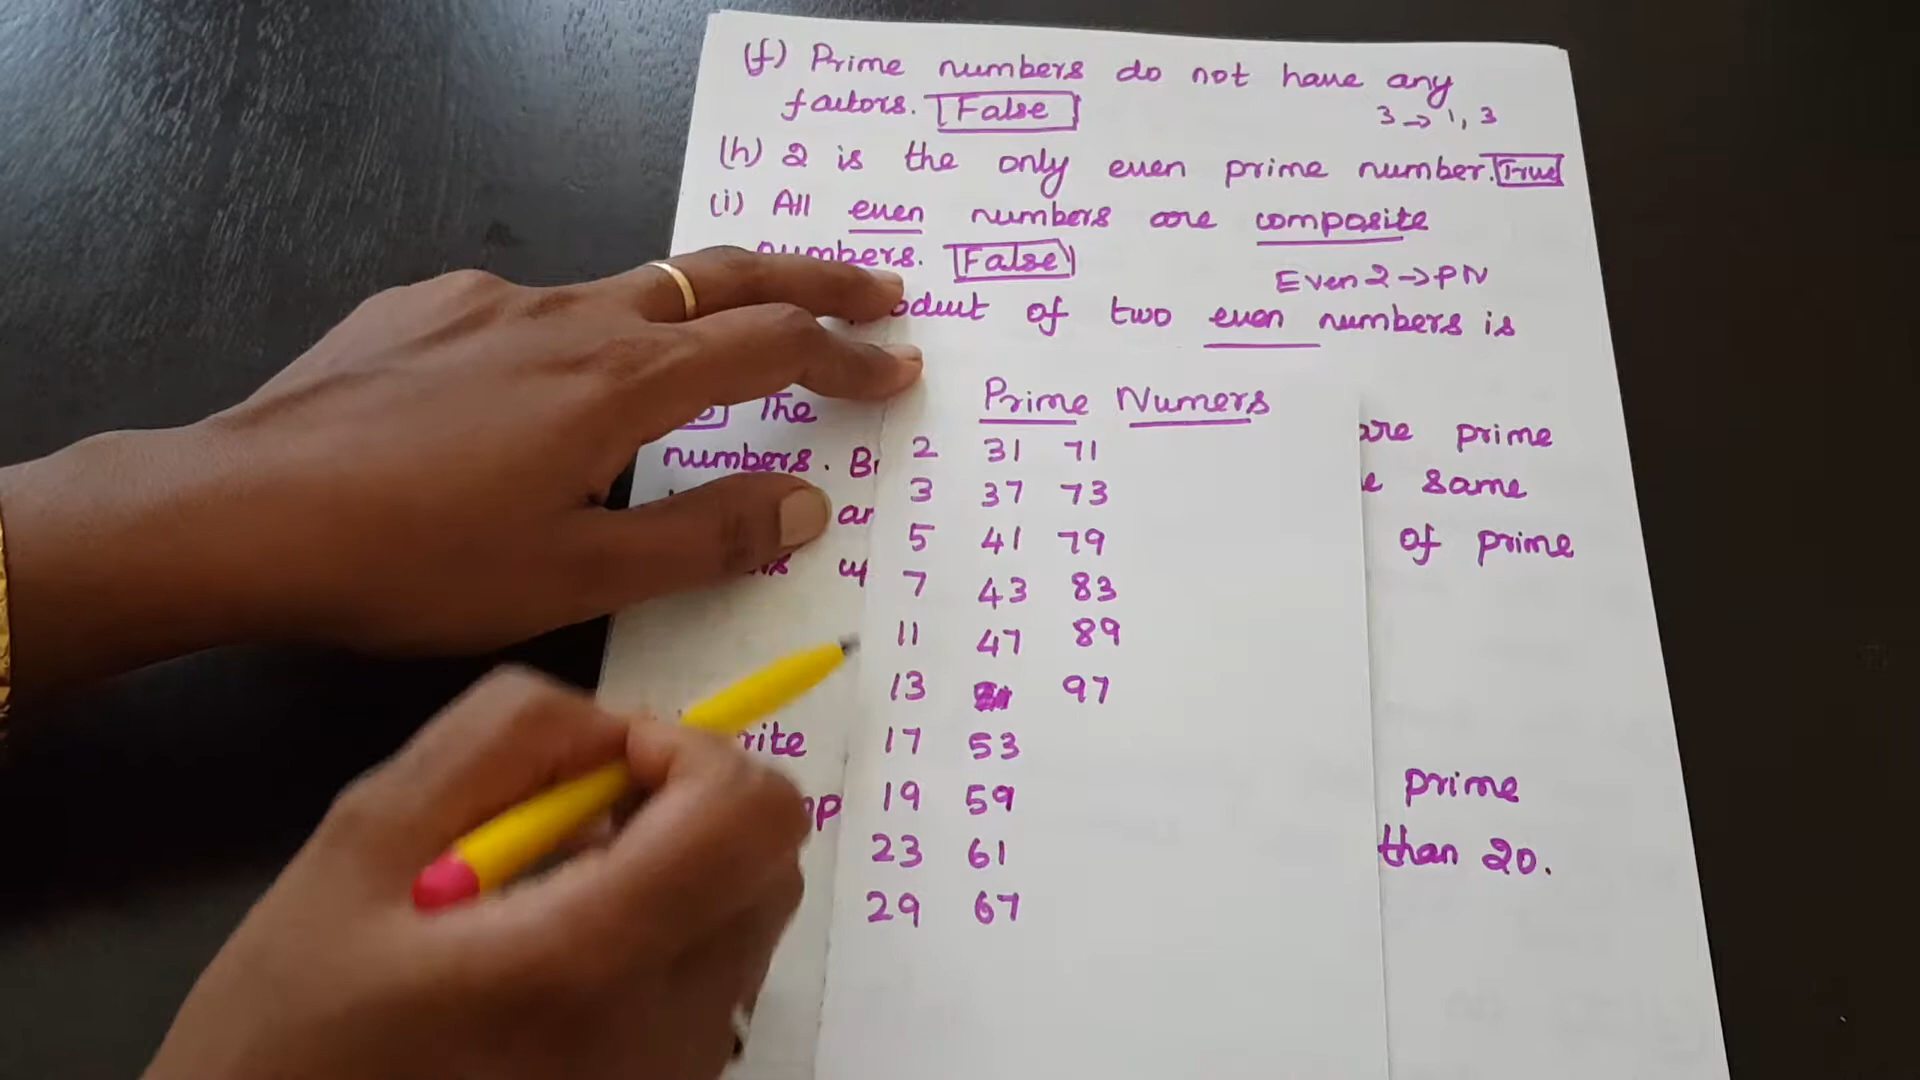 (f) Prime numbers do not have any
factors. False
3 → 1, 3
(h) 2 is the only even prime number. True
(i) All even numbers are composite
numbers. False
Even 2 → PN
of two even numbers is
Prime Numers
2 31 71
3 37 73
5 41 79
7 43 83
11 47 89
13 97
17 53
19 59
23 61
29 67
The
numbers.
are prime
same
of prime
prime
than 20.